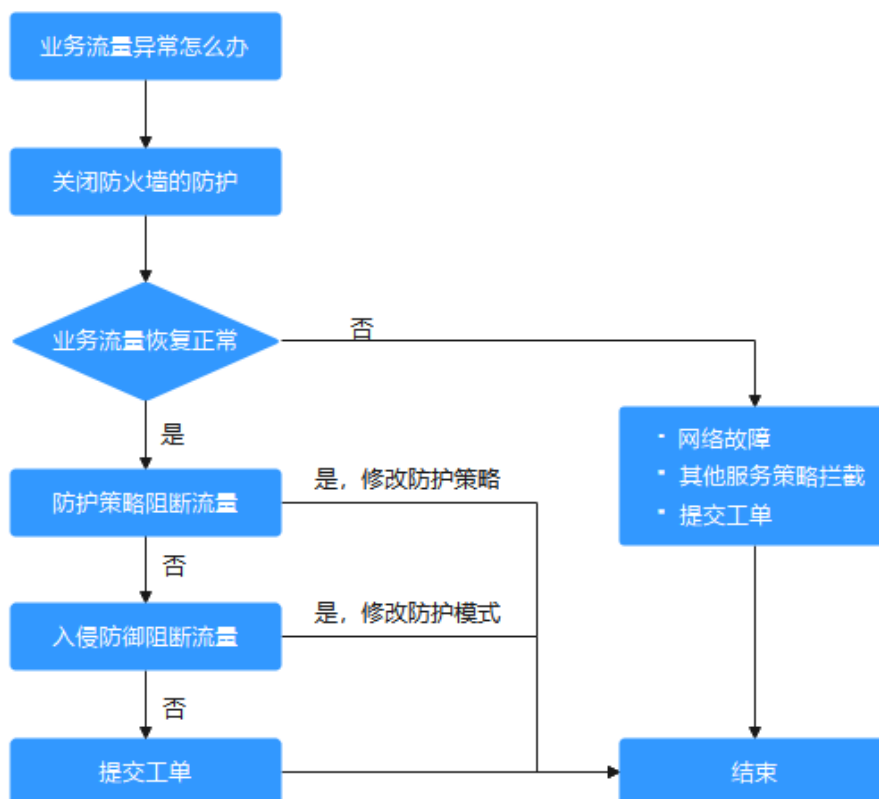 业务流量异常怎么办
关闭防火墙的防护
业务流量恢复正常
否
是
网络故障
其他服务策略拦截
提交工单
防护策略阻断流量
是，修改防护策略
否
入侵防御阻断流量
是，修改防护模式
否
提交工单
结束